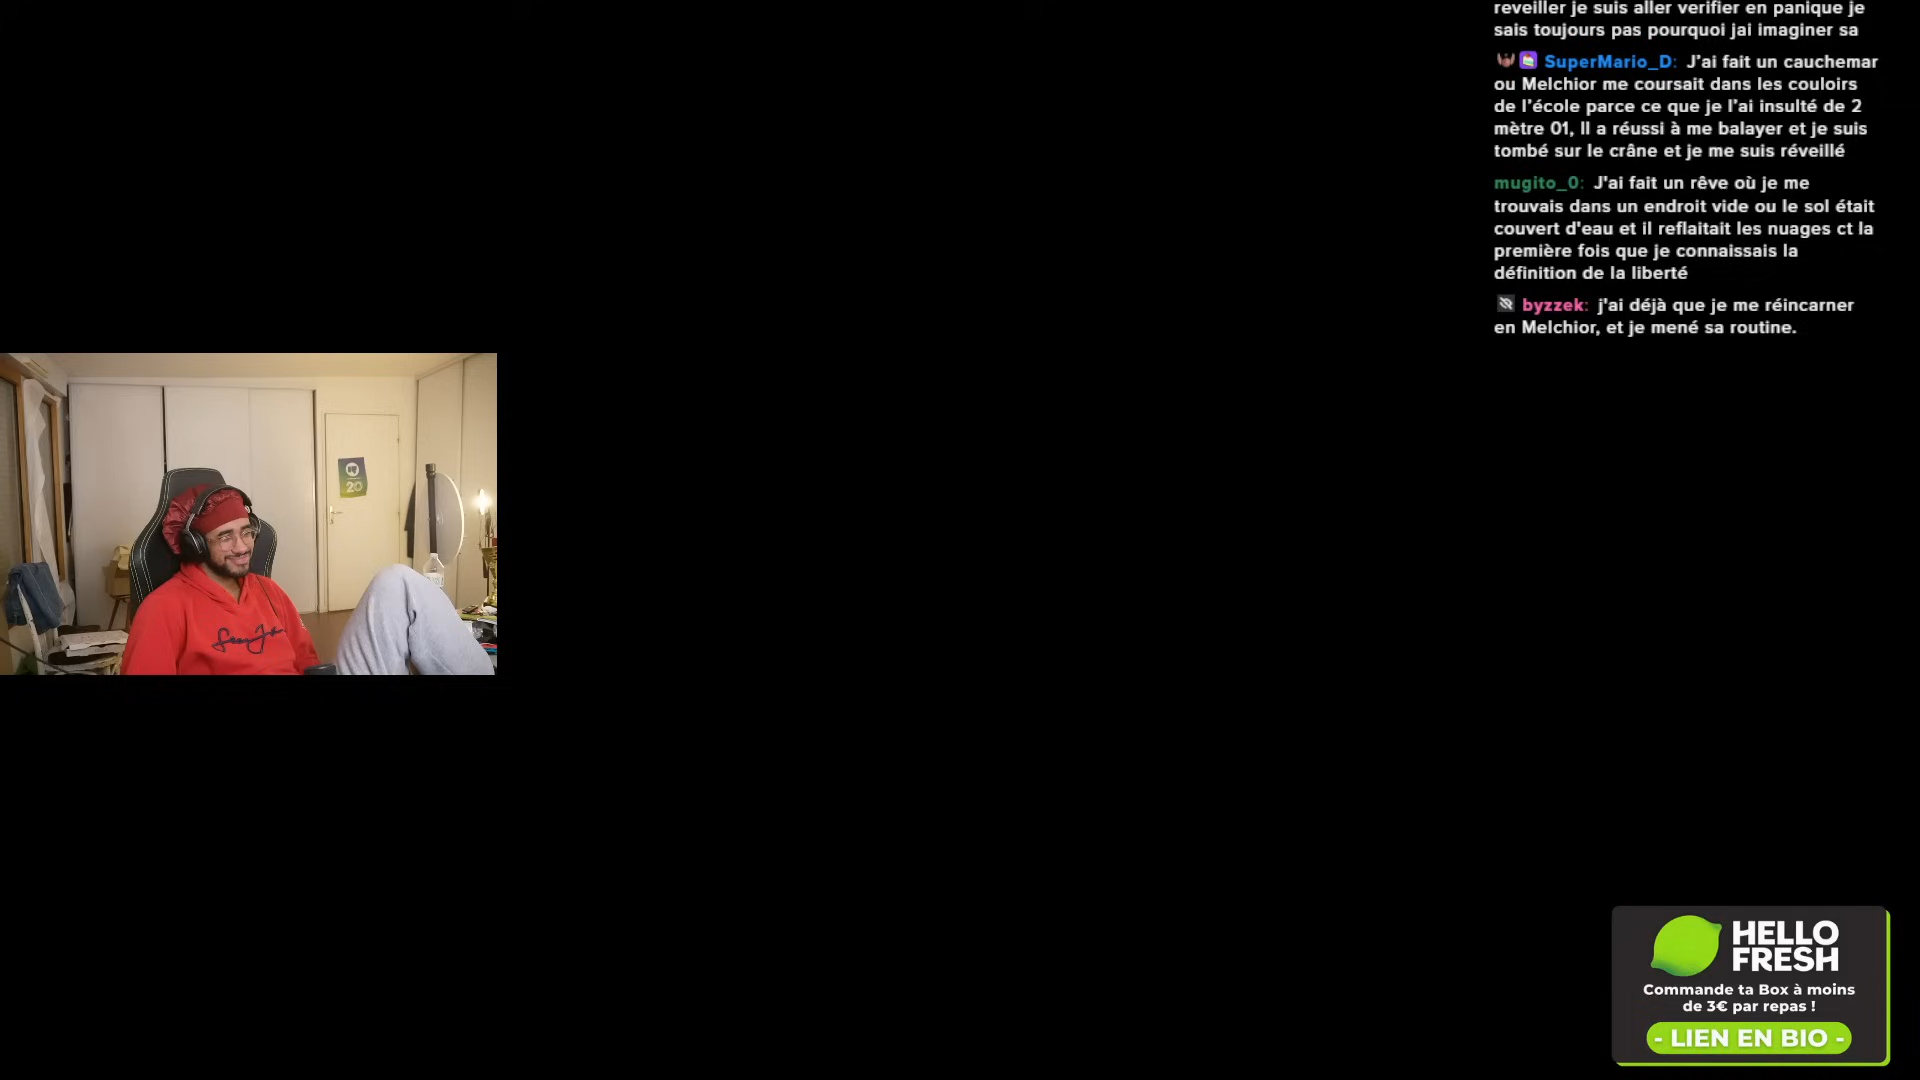 reveiller je suis aller verifier en panique je
sais toujours pas pourquoi jai imaginer sa
SuperMario_D: J'ai fait un cauchemar
ou Melchior me coursait dans les couloirs
de l'école parce ce que je l'ai insulté de 2
mètre 01, Il a réussi à me balayer et je suis
tombé sur le crâne et je me suis réveillé
mugito_0: J'ai fait un rêve où je me
trouvais dans un endroit vide ou le sol était
couvert d'eau et il reflaitait les nuages ct la
première fois que je connaissais la
définition de la liberté
byzzek: j'ai déjà que je me réincarner
en Melchior, et je mené sa routine.
20
HELLO
FRESH
Commande ta Box à moins
de 3€ par repas !
- LIEN EN BIO -